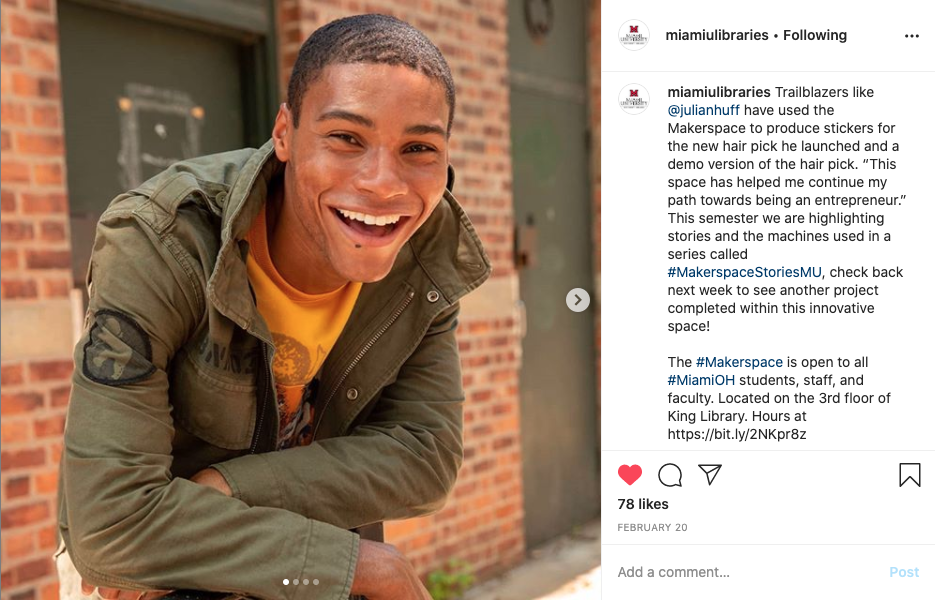 miamiulibraries • Following
miamiulibraries Trailblazers like
@julianhuff have used the
Makerspace to produce stickers for
the new hair pick he launched and a
demo version of the hair pick. “This
space has helped me continue my
path towards being an entrepreneur.”
This semester we are highlighting
stories and the machines used in a
series called
#MakerspaceStoriesMU, check back
next week to see another project
completed within this innovative
space!
The #Makerspace is open to all
#MiamiOH students, staff, and
faculty. Located on the 3rd floor of
King Library. Hours at
https://bit.ly/2NKpr8z
78 likes
FEBRUARY 20
Add a comment... Post